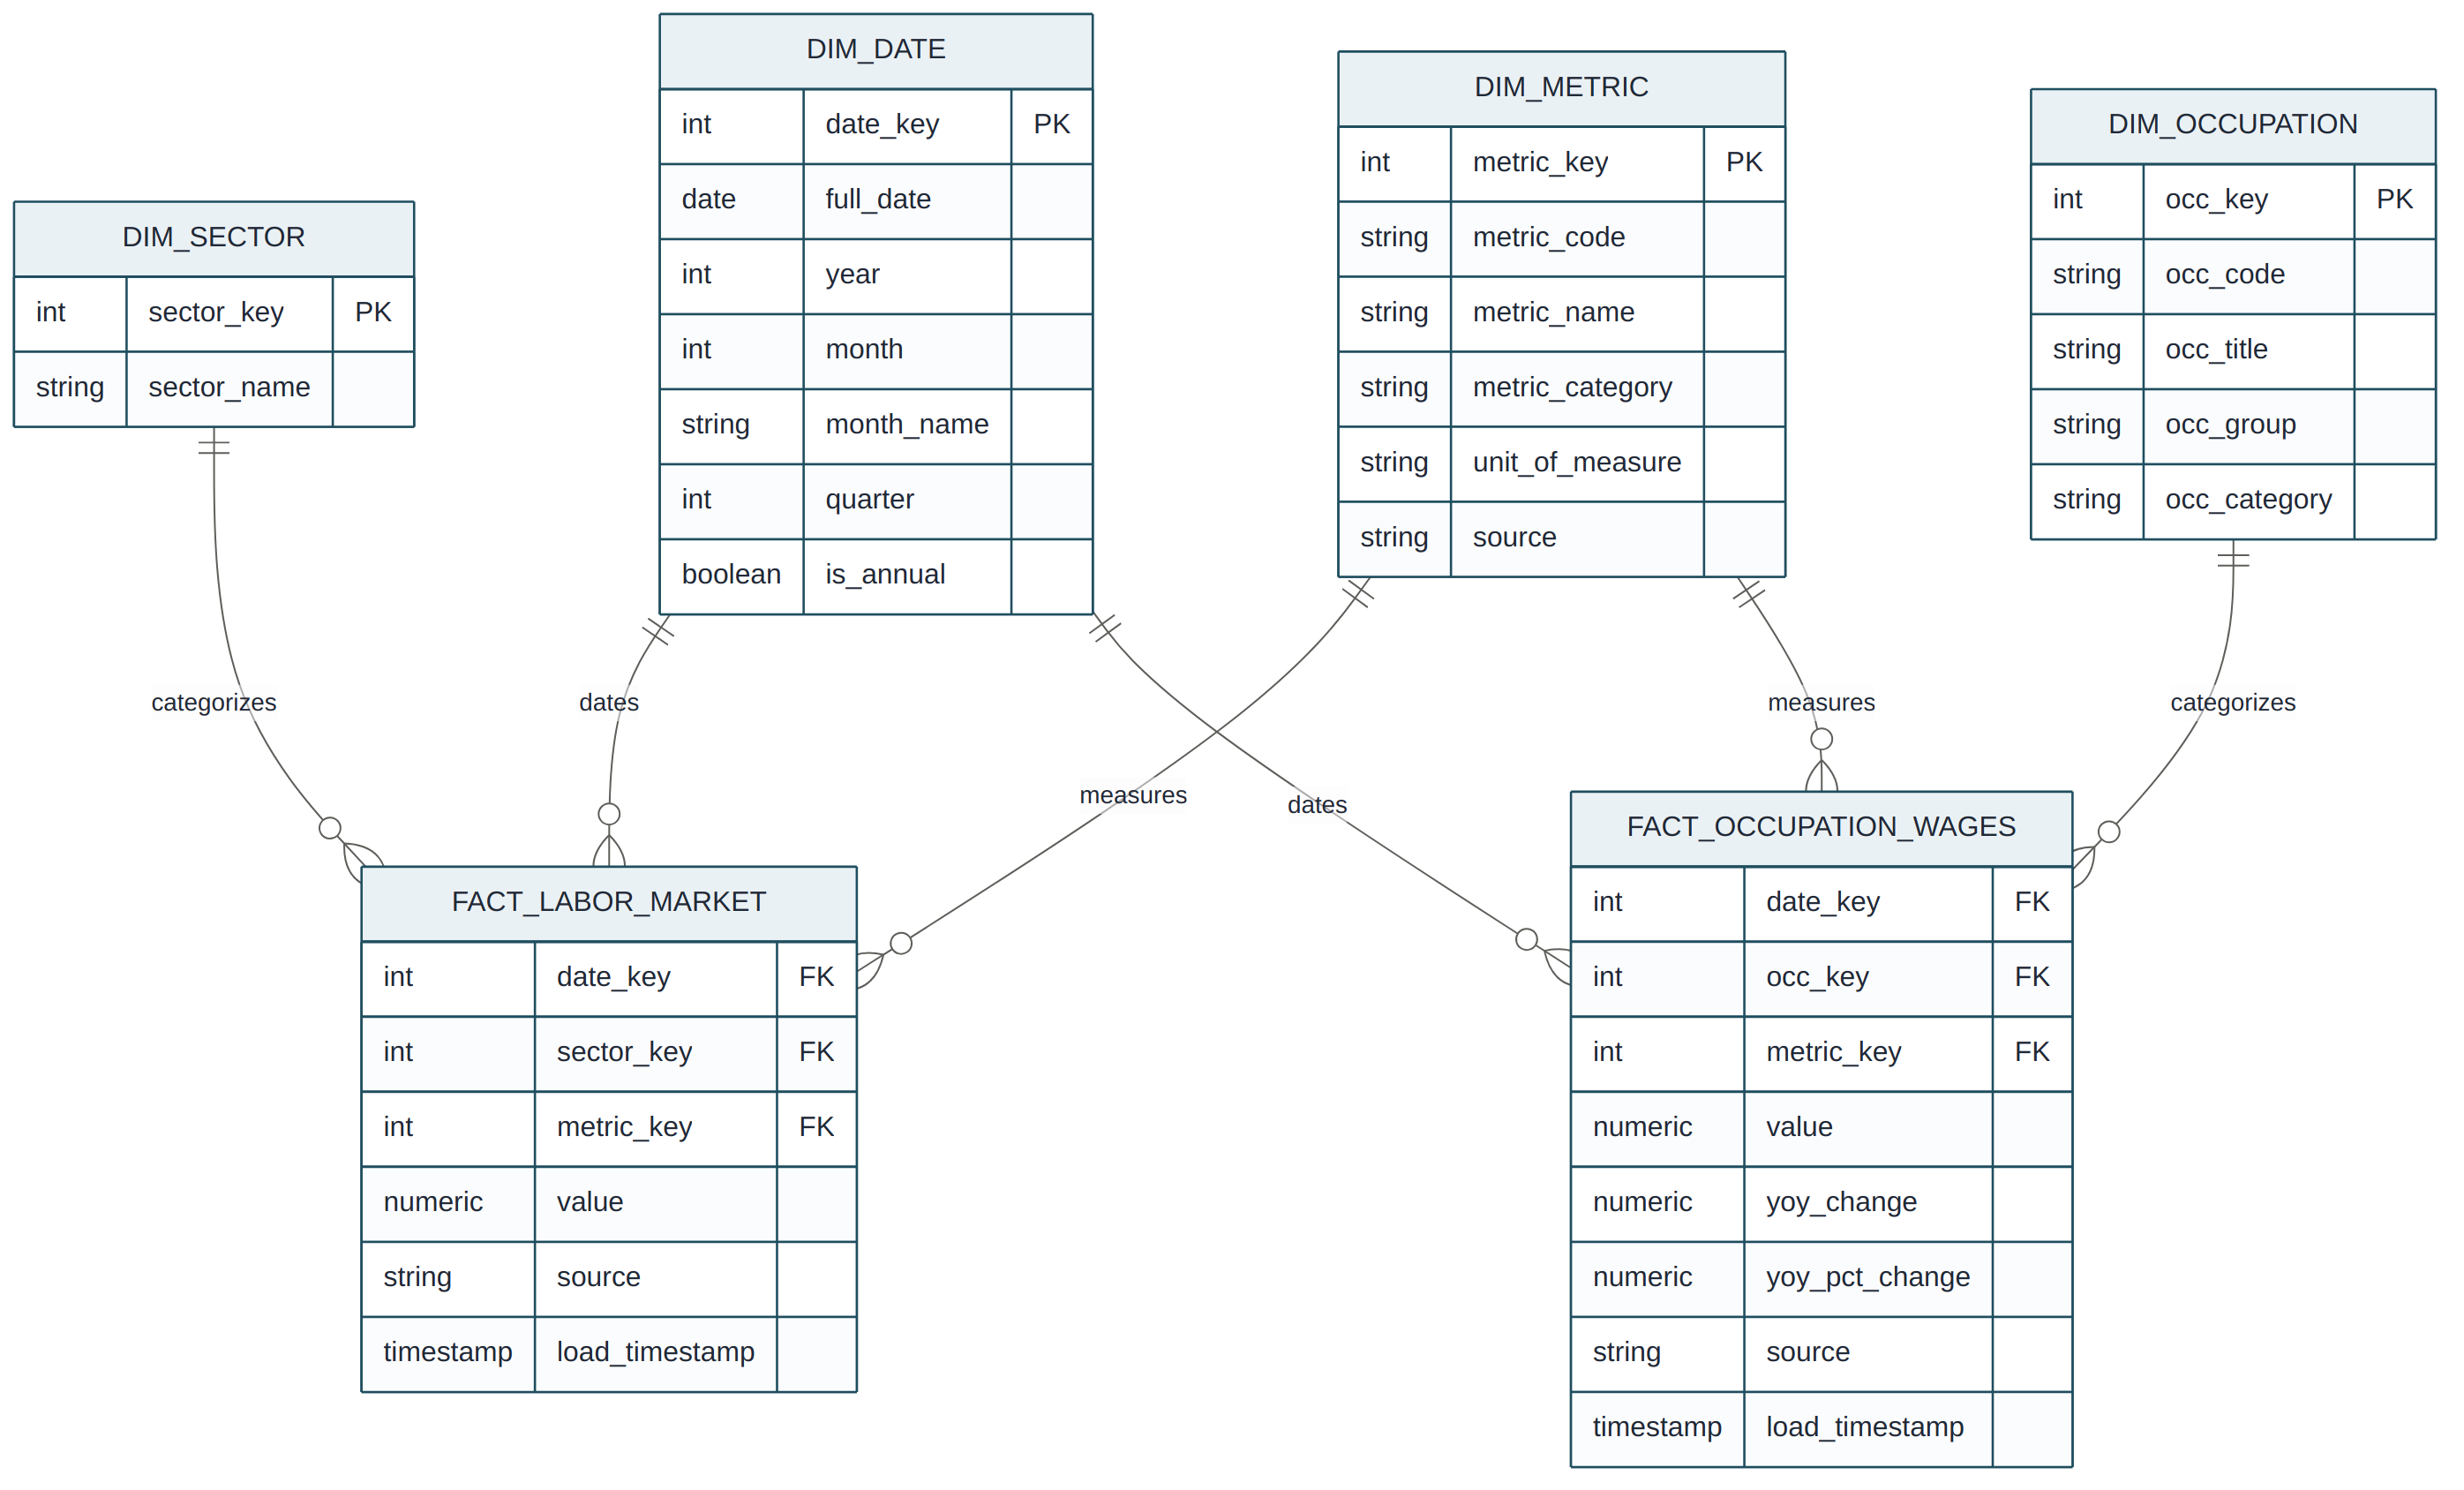 DIM_DATE
int date_key PK
date full_date
int year
int month
string month_name
int quarter
boolean is_annual
DIM_METRIC
int metric_key PK
string metric_code
string metric_name
string metric_category
string unit_of_measure
string source
DIM_OCCUPATION
int occ_key PK
string occ_code
string occ_title
string occ_group
string occ_category
DIM_SECTOR
int sector_key PK
string sector_name
categorizes
dates
measures
categorizes
measures
dates
FACT_LABOR_MARKET
int date_key FK
int sector_key FK
int metric_key FK
numeric value
string source
timestamp load_timestamp
FACT_OCCUPATION_WAGES
int date_key FK
int occ_key FK
int metric_key FK
numeric value
numeric yoy_change
numeric yoy_pct_change
string source
timestamp load_timestamp